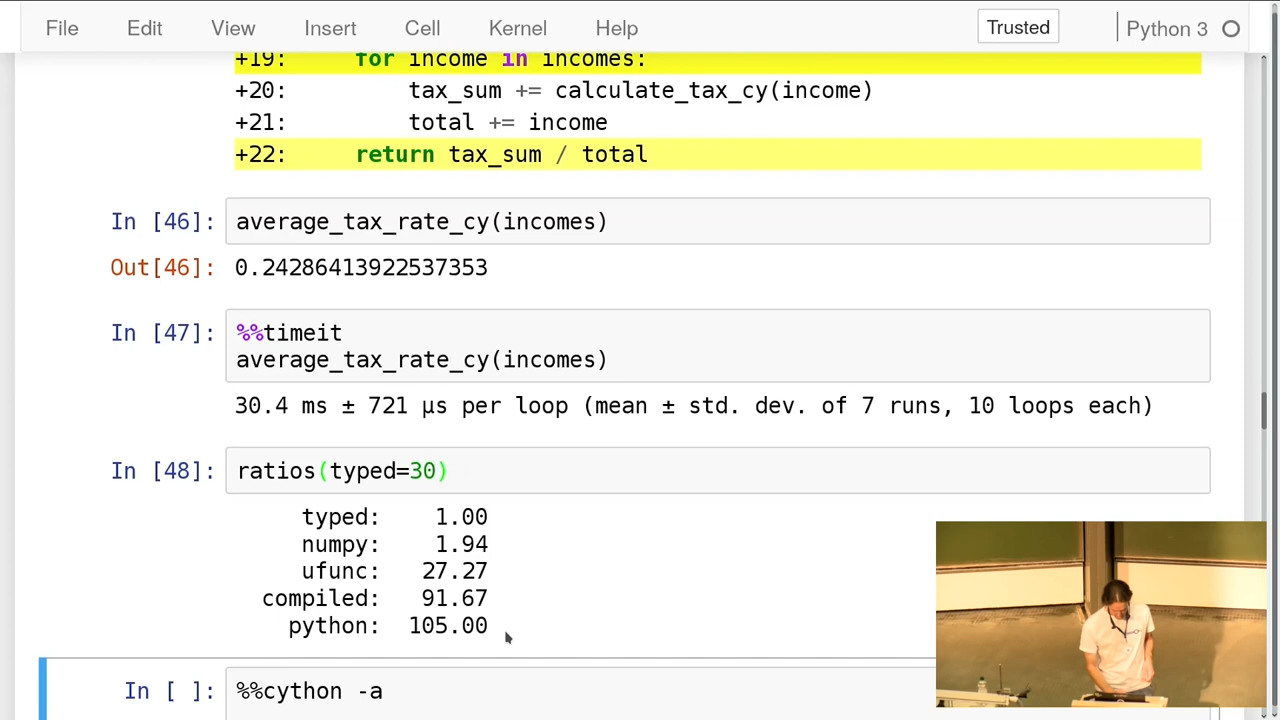 File Edit View Insert Cell Kernel Help Trusted Python 3
+19: for income in incomes:
+20: tax_sum += calculate_tax_cy(income)
+21: total += income
+22: return tax_sum / total
In [46]: average_tax_rate_cy(incomes)
Out[46]: 0.24286413922537353
In [47]: %%timeit
average_tax_rate_cy(incomes)
30.4 ms ± 721 µs per loop (mean ± std. dev. of 7 runs, 10 loops each)
In [48]: ratios(typed=30)
typed: 1.00
numpy: 1.94
ufunc: 27.27
compiled: 91.67
python: 105.00
In [ ]: %%cython -a